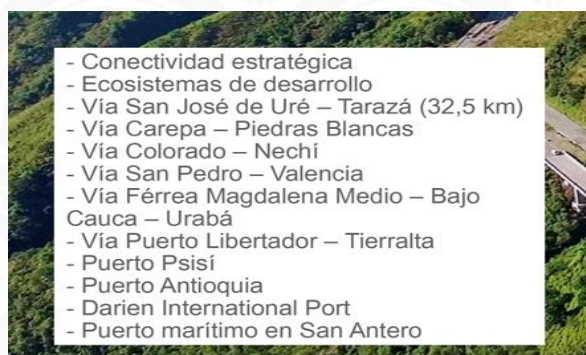 - Conectividad estratégica
- Ecosistemas de desarrollo
- Vía San José de Uré – Tarazá (32,5 km)
- Vía Carepa – Piedras Blancas
- Vía Colorado – Nechí
- Vía San Pedro – Valencia
- Vía Férrea Magdalena Medio – Bajo
Cauca – Urabá
- Vía Puerto Libertador – Tierralta
- Puerto Psisí
- Puerto Antioquia
- Darien International Port
- Puerto marítimo en San Antero